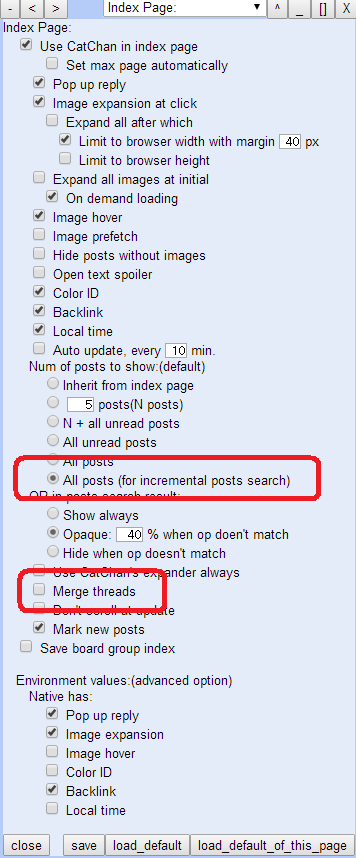 - < > Index Page: ▼ ^ _ [] X
Index Page:
Use CatChan in index page
Set max page automatically
Pop up reply
Image expansion at click
Expand all after which
Limit to browser width with margin 40 px
Limit to browser height
Expand all images at initial
On demand loading
Image hover
Image prefetch
Hide posts without images
Open text spoiler
Color ID
Backlink
Local time
Auto update, every 10 min.
Num of posts to show:(default)
Inherit from index page
5 posts(N posts)
N + all unread posts
All unread posts
All posts
All posts (for incremental posts search)
OP in posts search result:
Show always
Opaque: 40 % when op doen't match
Hide when op doesn't match
Use CatChan's expander always
Merge threads
Don't scroll at update
Mark new posts
Save board group index
Environment values:(advanced option)
Native has:
Pop up reply
Image expansion
Image hover
Color ID
Backlink
Local time
close save load_default load_default_of_this_page